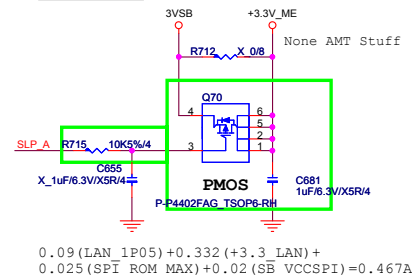 3VSB
+3.3V_ME
R712
X_0/8
None AMT Stuff
Q70
4
6
5
2
1
3
SLP_A
R715
10K5%/4
C655
X_1uF/6.3V/X5R/4
PMOS
P-P4402FAG_TSOP6-RH
C681
1uF/6.3V/X5R/4
0.09(LAN_1P05)+0.332(+3.3_LAN)+
0.025(SPI ROM MAX)+0.02(SB VCCSPI)=0.467A